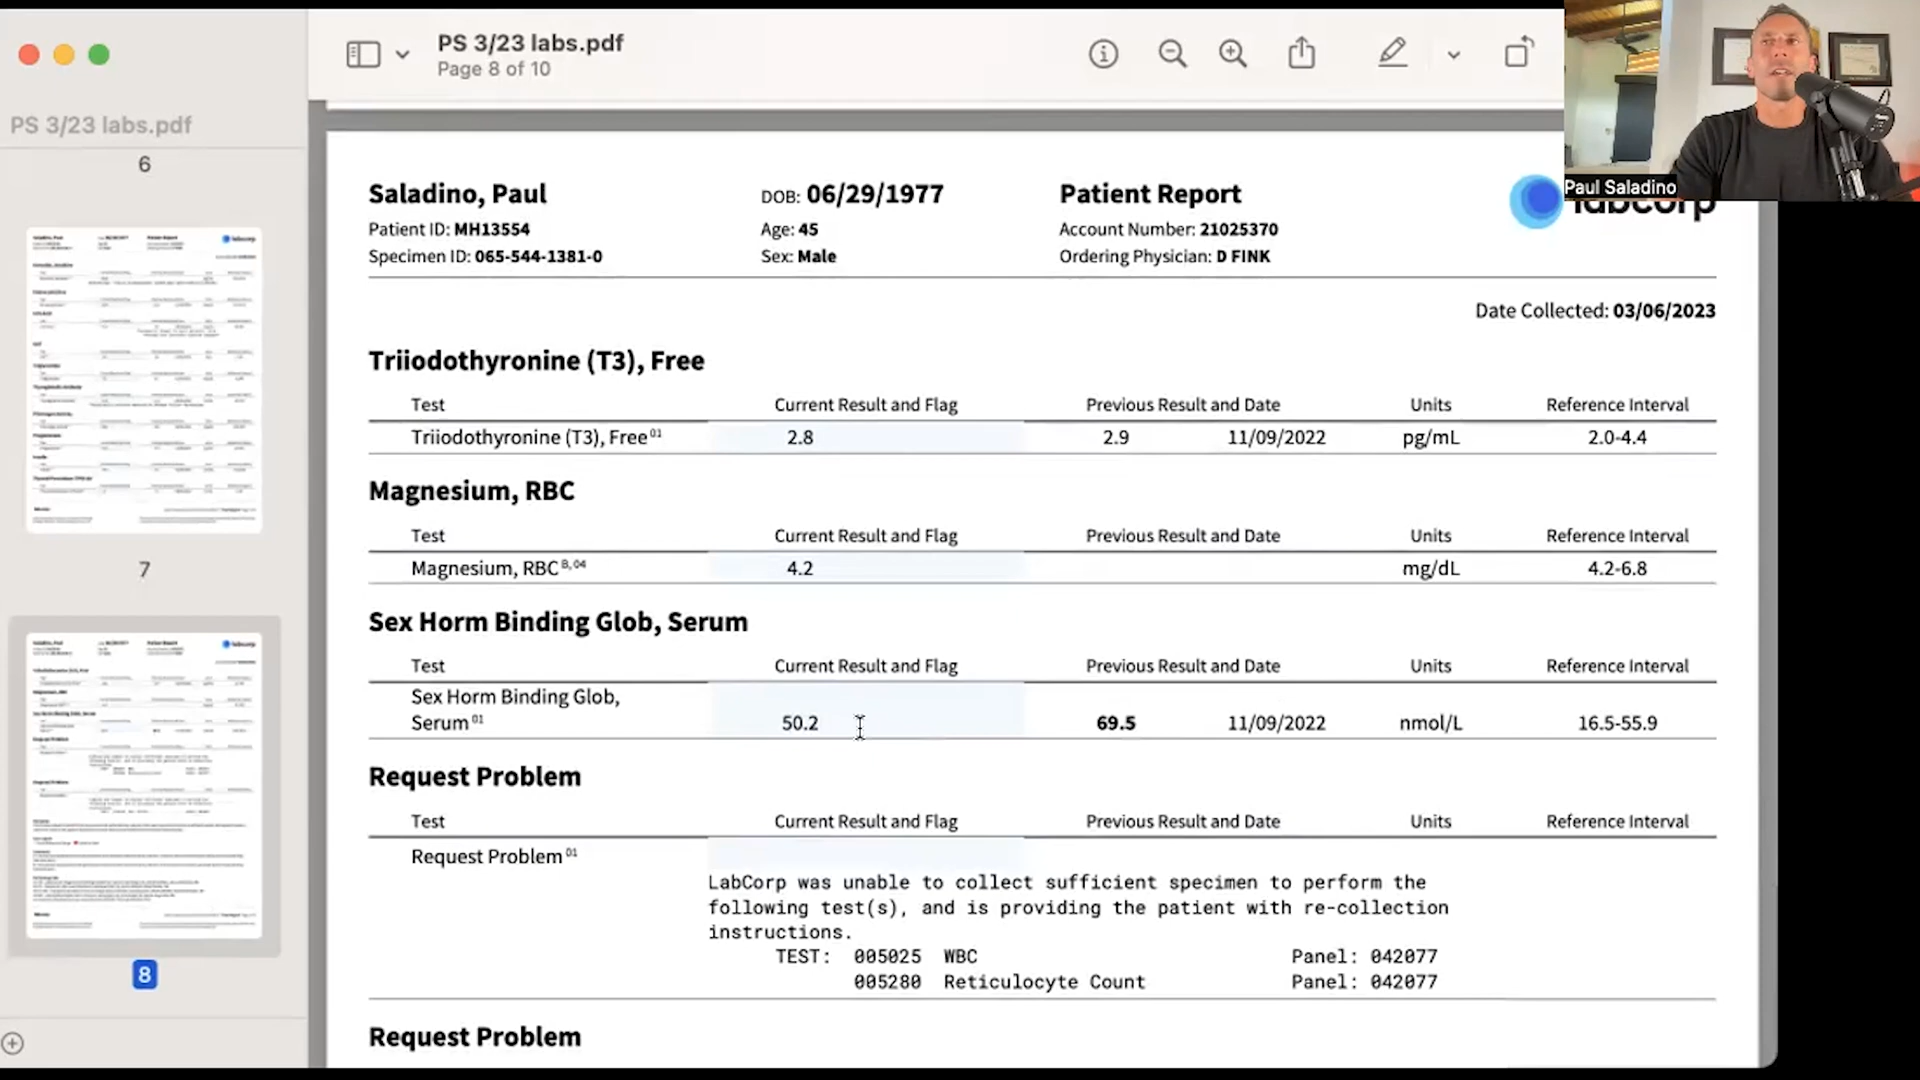 PS 3/23 labs.pdf
Page 8 of 10
PS 3/23 labs.pdf
6
7
8
Paul Saladino
labcorp
Saladino, Paul
DOB: 06/29/1977
Patient Report
Patient ID: MH13554
Age: 45
Account Number: 21025370
Specimen ID: 065-544-1381-0
Sex: Male
Ordering Physician: D FINK
Date Collected: 03/06/2023
Triiodothyronine (T3), Free
Test Current Result and Flag Previous Result and Date Units Reference Interval
Triiodothyronine (T3), Free 01 2.8 2.9 11/09/2022 pg/mL 2.0-4.4
Magnesium, RBC
Test Current Result and Flag Previous Result and Date Units Reference Interval
Magnesium, RBC B, 04 4.2 mg/dL 4.2-6.8
Sex Horm Binding Glob, Serum
Test Current Result and Flag Previous Result and Date Units Reference Interval
Sex Horm Binding Glob,
Serum 01 50.2 69.5 11/09/2022 nmol/L 16.5-55.9
Request Problem
Test Current Result and Flag Previous Result and Date Units Reference Interval
Request Problem 01
LabCorp was unable to collect sufficient specimen to perform the
following test(s), and is providing the patient with re-collection
instructions.
TEST: 005025 WBC Panel: 042077
005280 Reticulocyte Count Panel: 042077
Request Problem